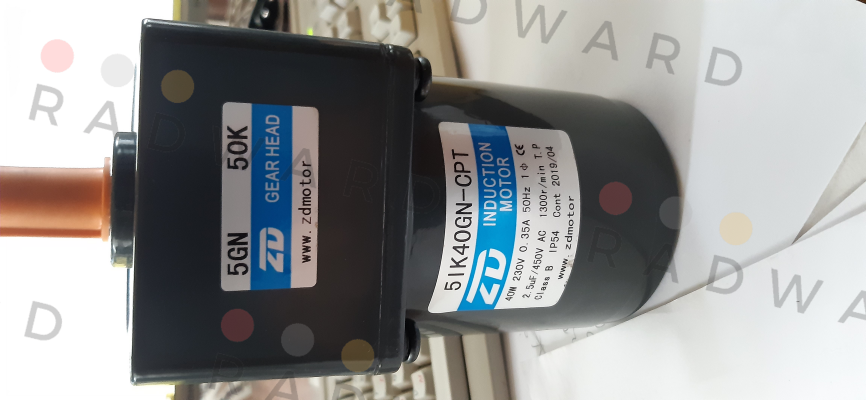 5GN 50K
ZD GEAR HEAD
www.zdmotor
5IK40GN-CPT
ZD INDUCTION
MOTOR
40W 230V 0.35A 50Hz 1Φ CE
2.5uF/450V AC 1300r/min T.P
Class B IP54 Cont 2019/04
www.zdmotor
RADWARD
RADWARD
RADWARD